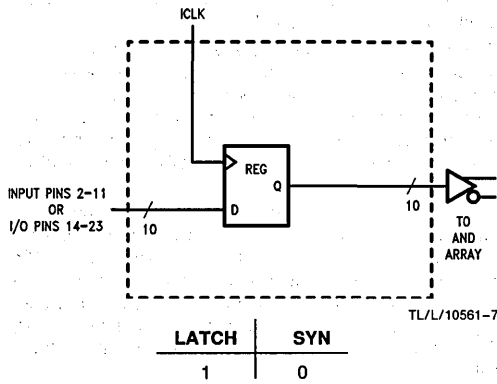 ICLK
REG
Q
D
INPUT PINS 2-11
OR
I/O PINS 14-23
10
10
TO
AND
ARRAY
TL/L/10561-7
LATCH SYN
1 0